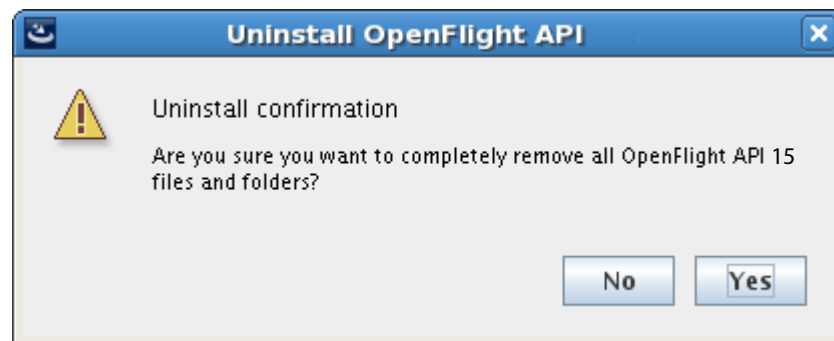 Uninstall OpenFlight API
Uninstall confirmation
Are you sure you want to completely remove all OpenFlight API 15
files and folders?
No
Yes